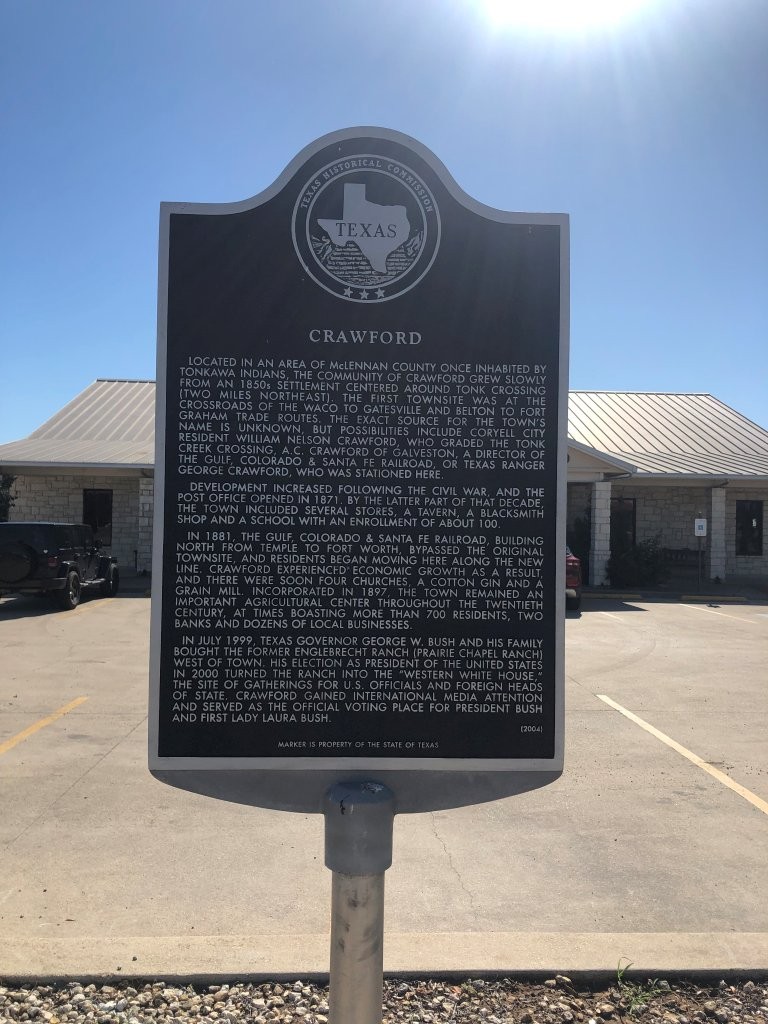 TEXAS HISTORICAL COMMISSION
TEXAS
CRAWFORD
LOCATED IN AN AREA OF McLENNAN COUNTY ONCE INHABITED BY
TONKAWA INDIANS, THE COMMUNITY OF CRAWFORD GREW SLOWLY
FROM AN 1850s SETTLEMENT CENTERED AROUND TONK CROSSING
(TWO MILES NORTHEAST). THE FIRST TOWNSITE WAS AT THE
CROSSROADS OF THE WACO TO GATESVILLE AND BELTON TO FORT
GRAHAM TRADE ROUTES. THE EXACT SOURCE FOR THE TOWN'S
NAME IS UNKNOWN, BUT POSSIBILITIES INCLUDE CORYELL CITY
RESIDENT WILLIAM NELSON CRAWFORD, WHO GRADED THE TONK
CREEK CROSSING, A.C. CRAWFORD OF GALVESTON, A DIRECTOR OF
THE GULF, COLORADO & SANTA FE RAILROAD, OR TEXAS RANGER
GEORGE CRAWFORD, WHO WAS STATIONED HERE.
DEVELOPMENT INCREASED FOLLOWING THE CIVIL WAR, AND THE
POST OFFICE OPENED IN 1871. BY THE LATTER PART OF THAT DECADE,
THE TOWN INCLUDED SEVERAL STORES, A TAVERN, A BLACKSMITH
SHOP AND A SCHOOL WITH AN ENROLLMENT OF ABOUT 100.
IN 1881, THE GULF, COLORADO & SANTA FE RAILROAD, BUILDING
NORTH FROM TEMPLE TO FORT WORTH, BYPASSED THE ORIGINAL
TOWNSITE, AND RESIDENTS BEGAN MOVING HERE ALONG THE NEW
LINE. CRAWFORD EXPERIENCED ECONOMIC GROWTH AS A RESULT,
AND THERE WERE SOON FOUR CHURCHES, A COTTON GIN AND A
GRAIN MILL. INCORPORATED IN 1897, THE TOWN REMAINED AN
IMPORTANT AGRICULTURAL CENTER THROUGHOUT THE TWENTIETH
CENTURY, AT TIMES BOASTING MORE THAN 700 RESIDENTS, TWO
BANKS AND DOZENS OF LOCAL BUSINESSES.
IN JULY 1999, TEXAS GOVERNOR GEORGE W. BUSH AND HIS FAMILY
BOUGHT THE FORMER ENGLEBRECHT RANCH (PRAIRIE CHAPEL RANCH)
WEST OF TOWN. HIS ELECTION AS PRESIDENT OF THE UNITED STATES
IN 2000 TURNED THE RANCH INTO THE "WESTERN WHITE HOUSE,"
THE SITE OF GATHERINGS FOR U.S. OFFICIALS AND FOREIGN HEADS
OF STATE. CRAWFORD GAINED INTERNATIONAL MEDIA ATTENTION
AND SERVED AS THE OFFICIAL VOTING PLACE FOR PRESIDENT BUSH
AND FIRST LADY LAURA BUSH.
(2004)
MARKER IS PROPERTY OF THE STATE OF TEXAS